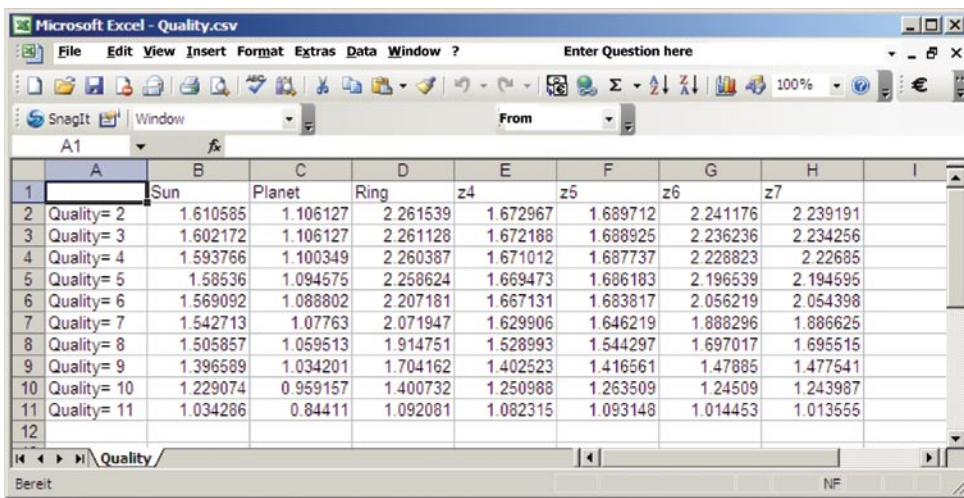 Microsoft Excel - Quality.csv
File Edit View Insert Format Extras Data Window ? Enter Question here
100%
SnagIt Window From
A1 fx
A B C D E F G H I
1 Sun Planet Ring z4 z5 z6 z7
2 Quality= 2 1.610585 1.106127 2.261539 1.672967 1.689712 2.241176 2.239191
3 Quality= 3 1.602172 1.106127 2.261128 1.672188 1.688925 2.236236 2.234256
4 Quality= 4 1.593766 1.100349 2.260387 1.671012 1.687737 2.228823 2.22685
5 Quality= 5 1.58536 1.094575 2.258624 1.669473 1.686183 2.196539 2.194595
6 Quality= 6 1.569092 1.088802 2.207181 1.667131 1.683817 2.056219 2.054398
7 Quality= 7 1.542713 1.07763 2.071947 1.629906 1.646219 1.888296 1.886625
8 Quality= 8 1.505857 1.059513 1.914751 1.528993 1.544297 1.697017 1.695515
9 Quality= 9 1.396589 1.034201 1.704162 1.402523 1.416561 1.47885 1.477541
10 Quality= 10 1.229074 0.959157 1.400732 1.250988 1.263509 1.24509 1.243987
11 Quality= 11 1.034286 0.84411 1.092081 1.082315 1.093148 1.014453 1.013555
12
Quality
Bereit NF